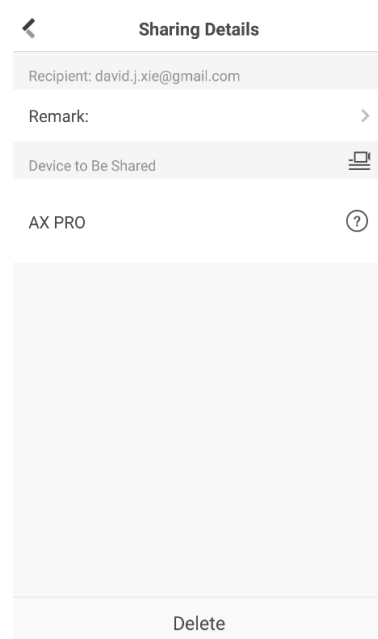 Sharing Details
Recipient: david.j.xie@gmail.com
Remark:
Device to Be Shared
AX PRO
?
Delete